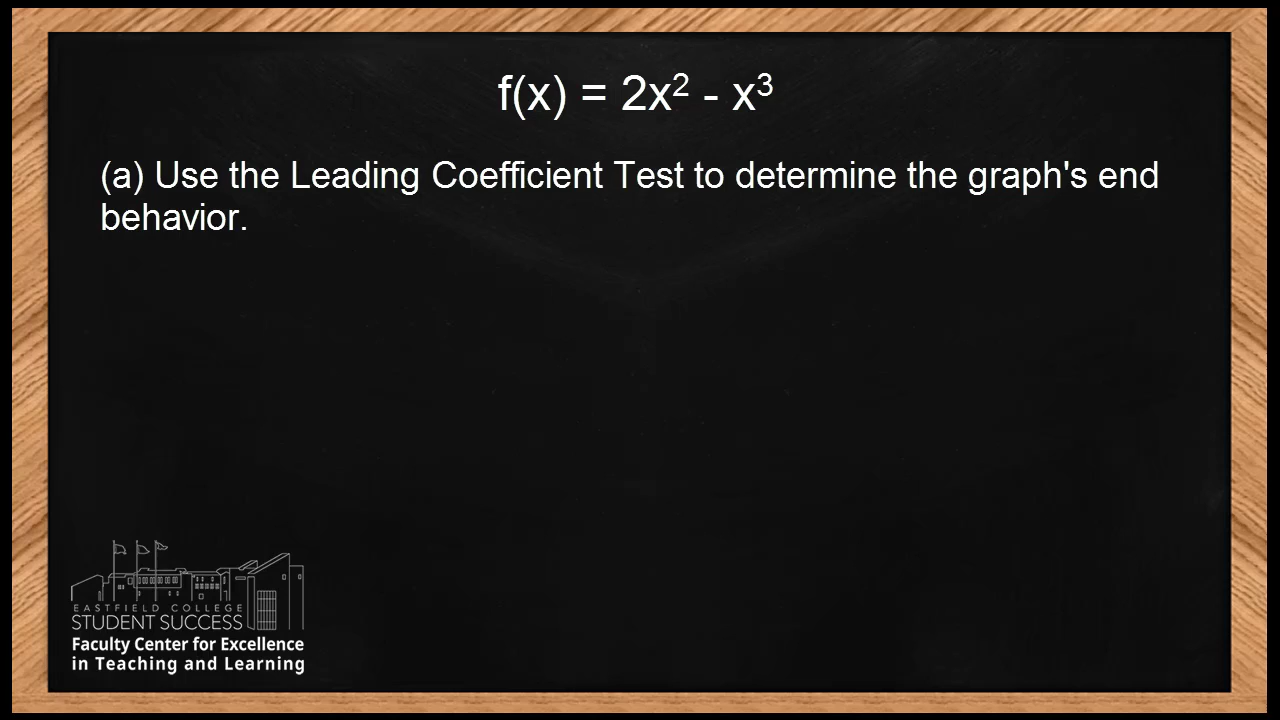 f(x) = 2x² - x³
(a) Use the Leading Coefficient Test to determine the graph's end
behavior.
EASTFIELD COLLEGE
STUDENT SUCCESS
Faculty Center for Excellence
in Teaching and Learning